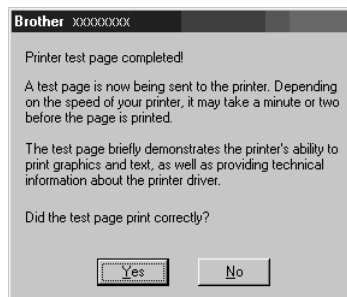 Brother XXXXXXXX
Printer test page completed!
A test page is now being sent to the printer. Depending
on the speed of your printer, it may take a minute or two
before the page is printed.
The test page briefly demonstrates the printer's ability to
print graphics and text, as well as providing technical
information about the printer driver.
Did the test page print correctly?
Yes No